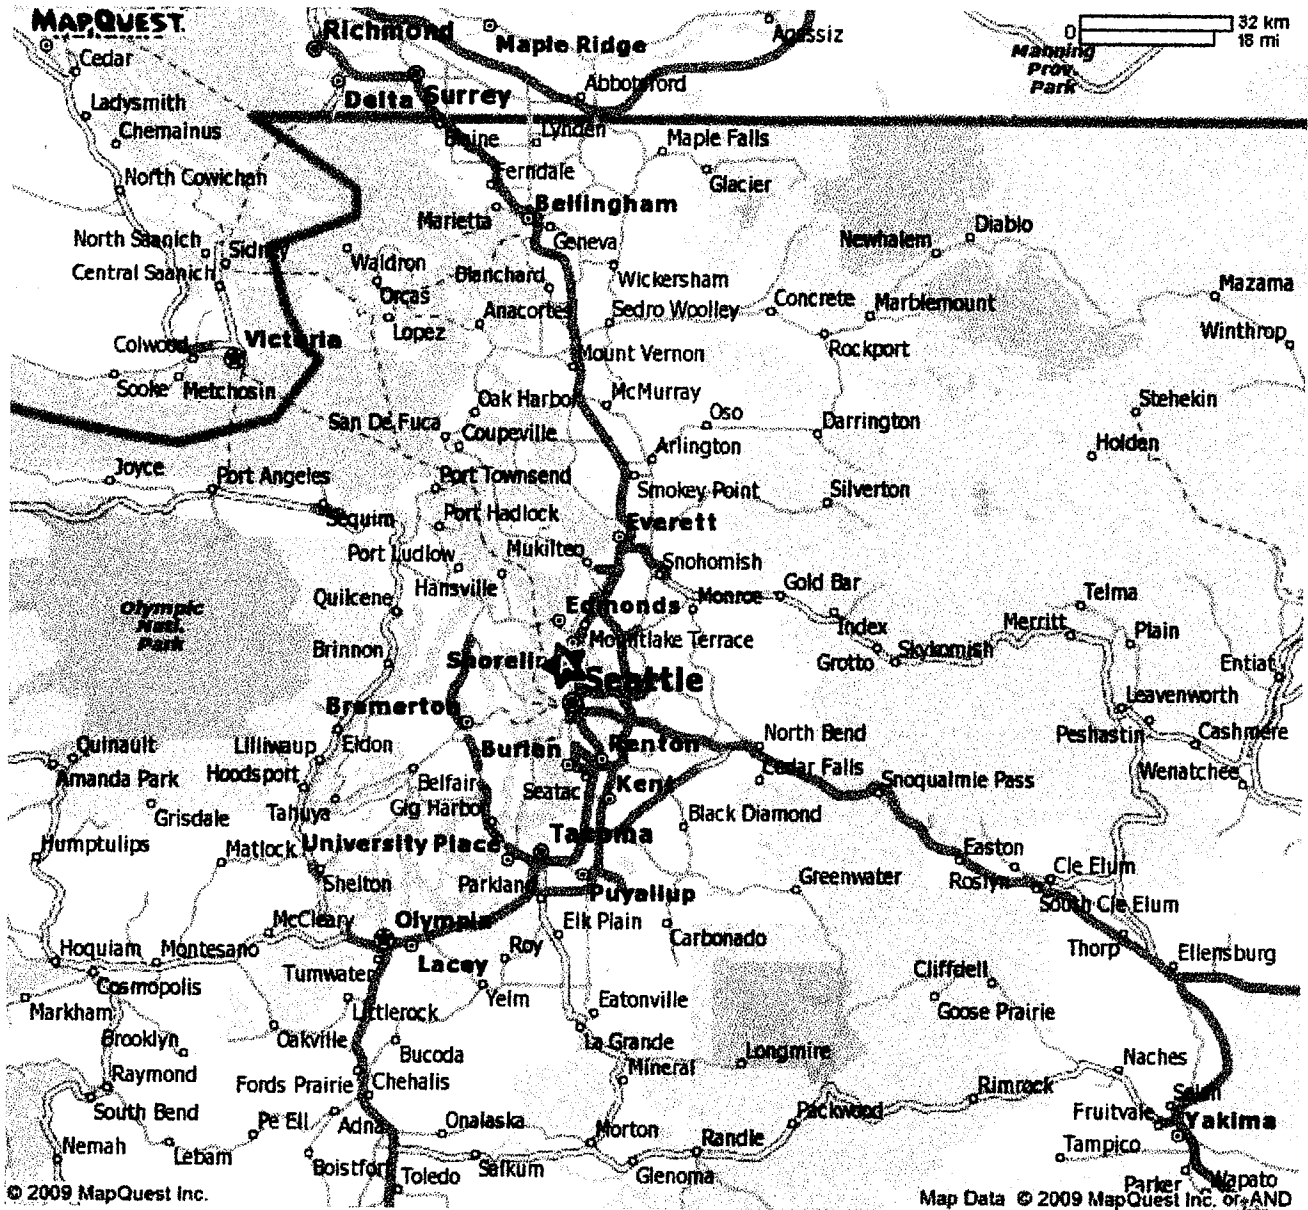 MAPQUEST.
Richmond
Maple Ridge
Agassiz
0
32 km
18 mi
Cedar
Manning
Prov.
Park
Abbotsford
Ladysmith
Delta
Surrey
Chemainus
Blaine
Lynden
Maple Falls
North Cowichan
Ferndale
Glacier
Marietta
Bellingham
North Saanich
Sidney
Geneva
Newhalem
Diablo
Central Saanich
Waldron
Blanchard
Wickersham
Orcas
Concrete
Marblemount
Mazama
Lopez
Anacortes
Sedro Woolley
Winthrop
Colwood
Victoria
Rockport
Mount Vernon
Sooke
Metchosin
Oak Harbor
McMurray
Stehekin
San De Fuca
Coupeville
Oso
Darrington
Holden
Arlington
Joyce
Port Angeles
Port Townsend
Smokey Point
Silverton
Sequim
Port Hadlock
Everett
Port Ludlow
Mukilteo
Snohomish
Hansville
Gold Bar
Quilcene
Edmonds
Monroe
Telma
Olympic
Natl.
Park
Index
Merritt
Plain
Brinnon
Mountlake Terrace
Shoreline
A
Grotto
Skykomish
Entiat
Seattle
Leavenworth
Bremerton
Peshastin
Cashmere
Quinault
Lilliwaup
Eldon
Burien
Renton
North Bend
Amanda Park
Hoodsport
Belfair
Cedar Falls
Wenatchee
Seatac
Kent
Snoqualmie Pass
Grisdale
Tahuya
Gig Harbor
Black Diamond
Humptulips
Matlock
University Place
Tacoma
Easton
Cle Elum
Shelton
Parkland
Puyallup
Greenwater
Roslyn
South Cle Elum
McCleary
Olympia
Elk Plain
Carbonado
Thorp
Ellensburg
Hoquiam
Montesano
Roy
Tumwater
Lacey
Cliffdell
Cosmopolis
Yelm
Eatonville
Goose Prairie
Markham
Littlerock
Brooklyn
Oakville
Bucoda
La Grande
Longmire
Naches
Raymond
Fords Prairie
Chehalis
Mineral
Rimrock
Selah
South Bend
Pe Ell
Adna
Onalaska
Packwood
Fruitvale
Yakima
Nemah
Lebam
Morton
Randle
Tampico
Boistfort
Toledo
Salkum
Glenoma
Parker
Wapato
© 2009 MapQuest Inc.
Map Data © 2009 MapQuest Inc. or AND